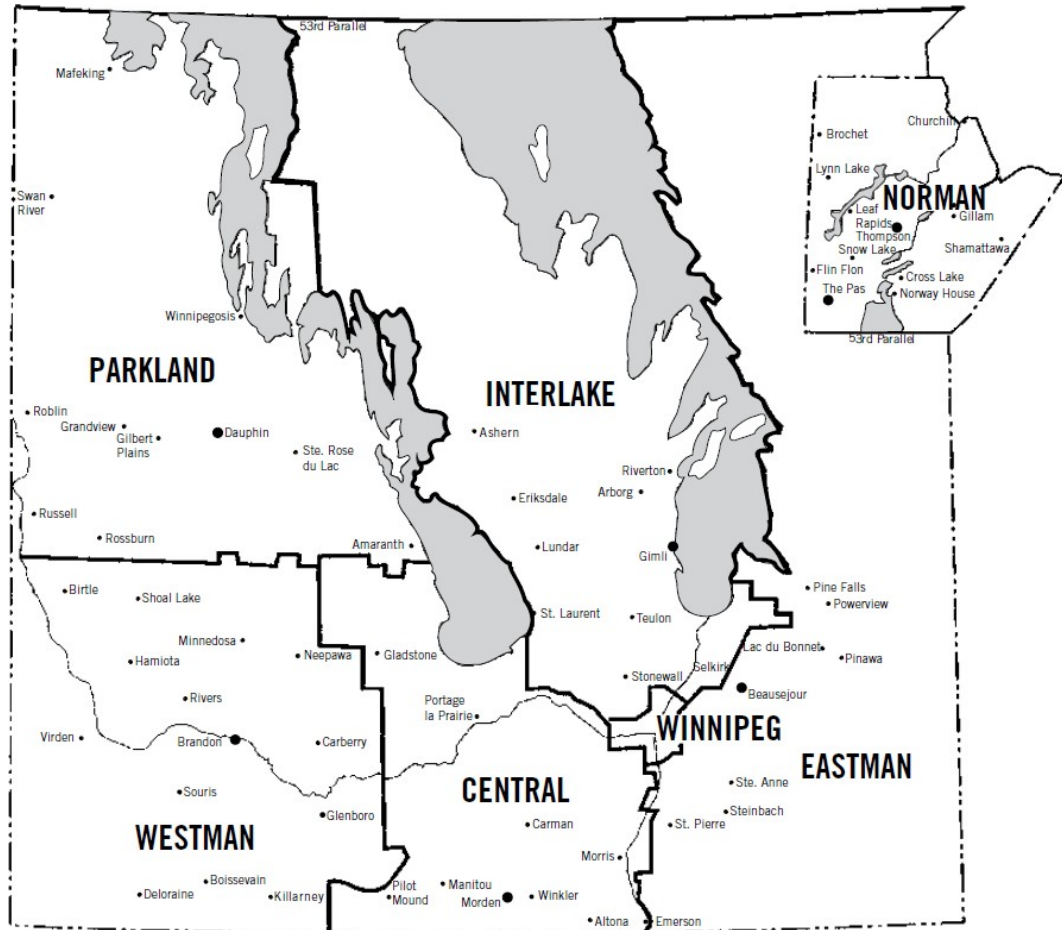 53rd Parallel
Mafeking
Swan
River
Winnipegosis
PARKLAND
Roblin
Grandview
Gilbert
Plains
Dauphin
Ste. Rose
du Lac
Russell
Rossburn
Amaranth
INTERLAKE
Ashern
Riverton
Arborg
Eriksdale
Lundar
Gimli
St. Laurent
Teulon
Stonewall
Selkirk
Brochet
Churchill
Lynn Lake
NORMAN
Leaf
Rapids
Thompson
Gillam
Snow Lake
Shamattawa
Flin Flon
Cross Lake
The Pas
Norway House
53rd Parallel
Birtle
Shoal Lake
Minnedosa
Hamiota
Neepawa
Rivers
Virden
Brandon
Carberry
Souris
Glenboro
WESTMAN
Boissevain
Deloraine
Killarney
Gladstone
Portage
la Prairie
CENTRAL
Carman
Morris
Pilot
Mound
Manitou
Morden
Winkler
Altona
Emerson
WINNIPEG
Pine Falls
Powerview
Lac du Bonnet
Pinawa
Beausejour
EASTMAN
Ste. Anne
Steinbach
St. Pierre